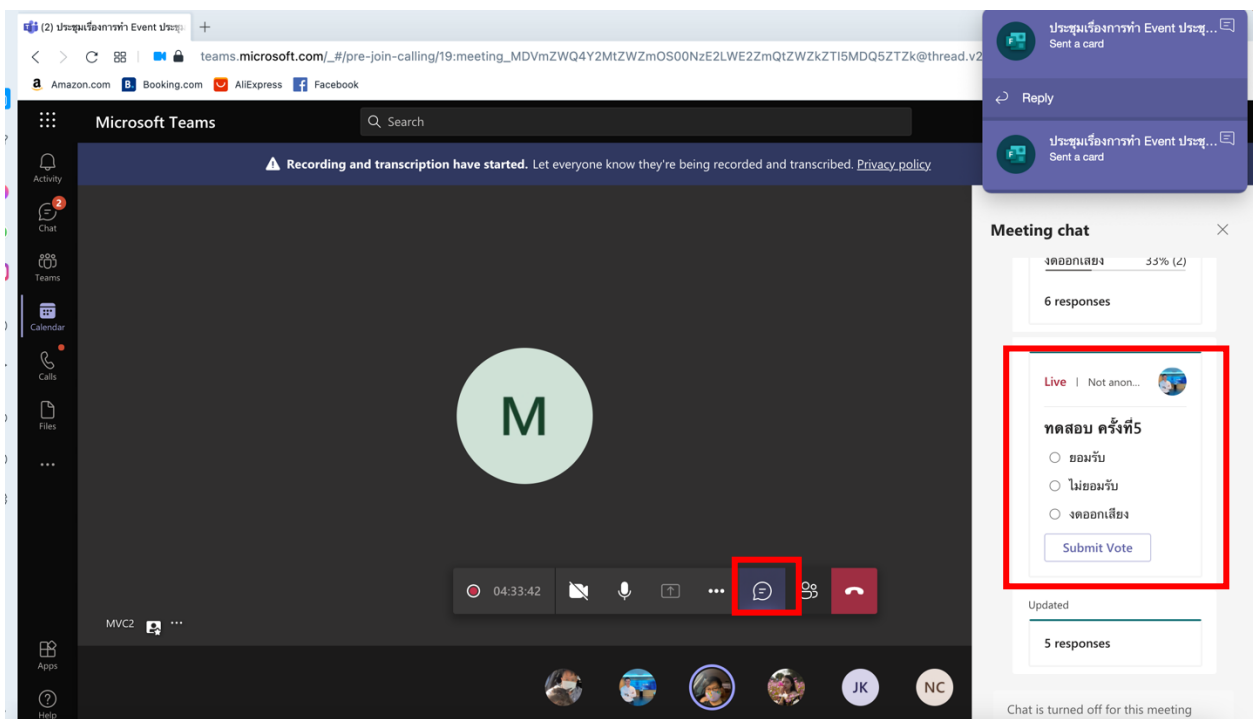 (2) ประชุมเรื่องการทำ Event ประชุ
teams.microsoft.com/_#/pre-join-calling/19:meeting_MDVmZWQ4Y2MtZWZmOS00NzE2LWE2ZmQtZWZkZTI5MDQ5ZTZk@thread.v2
a Amazon.com B. Booking.com AliExpress Facebook
ประชุมเรื่องการทำ Event ประชุ...
Sent a card
Reply
ประชุมเรื่องการทำ Event ประชุ...
Sent a card
Microsoft Teams
Search
Recording and transcription have started. Let everyone know they're being recorded and transcribed. Privacy policy
Activity
2
Chat
Teams
Calendar
Calls
Files
Apps
Help
M
04:33:42
MVC2
JK
NC
Meeting chat
งดออกเสียง 33% (2)
6 responses
Live | Not anon...
ทดสอบ ครั้งที่5
ยอมรับ
ไม่ยอมรับ
งดออกเสียง
Submit Vote
Updated
5 responses
Chat is turned off for this meeting